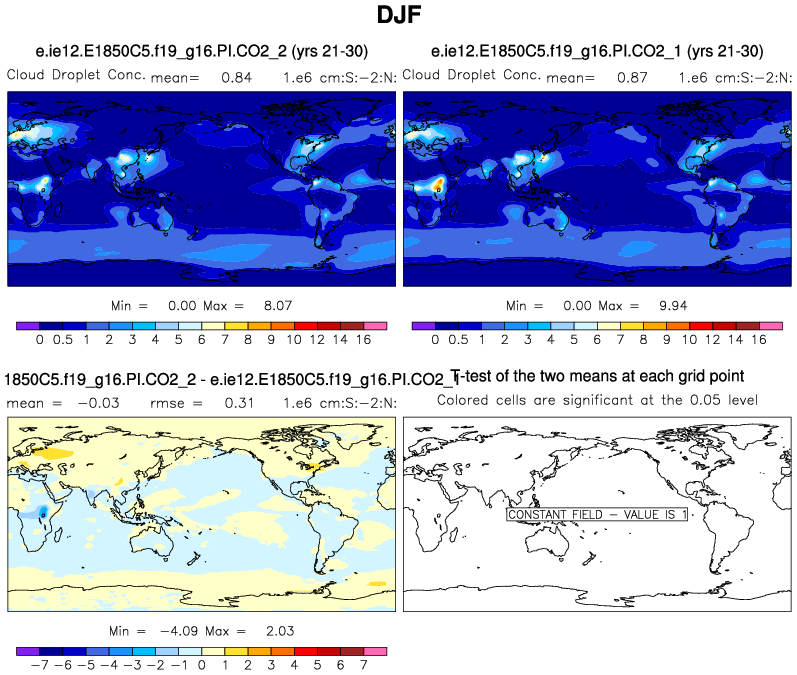 DJF
e.ie12.E1850C5.f19_g16.PI.CO2_2 (yrs 21-30)
Cloud Droplet Conc. mean= 0.84 1.e6 cm:S:-2:N:
Min = 0.00 Max = 8.07
0 0.5 1 2 3 4 5 6 7 8 9 10 12 14 16
e.ie12.E1850C5.f19_g16.PI.CO2_1 (yrs 21-30)
Cloud Droplet Conc. mean= 0.87 1.e6 cm:S:-2:N:
Min = 0.00 Max = 9.94
0 0.5 1 2 3 4 5 6 7 8 9 10 12 14 16
1850C5.f19_g16.PI.CO2_2 - e.ie12.E1850C5.f19_g16.PI.CO2_1
mean = -0.03 rmse = 0.31 1.e6 cm:S:-2:N:
Min = -4.09 Max = 2.03
-7 -6 -5 -4 -3 -2 -1 0 1 2 3 4 5 6 7
T-test of the two means at each grid point
Colored cells are significant at the 0.05 level
CONSTANT FIELD - VALUE IS 1